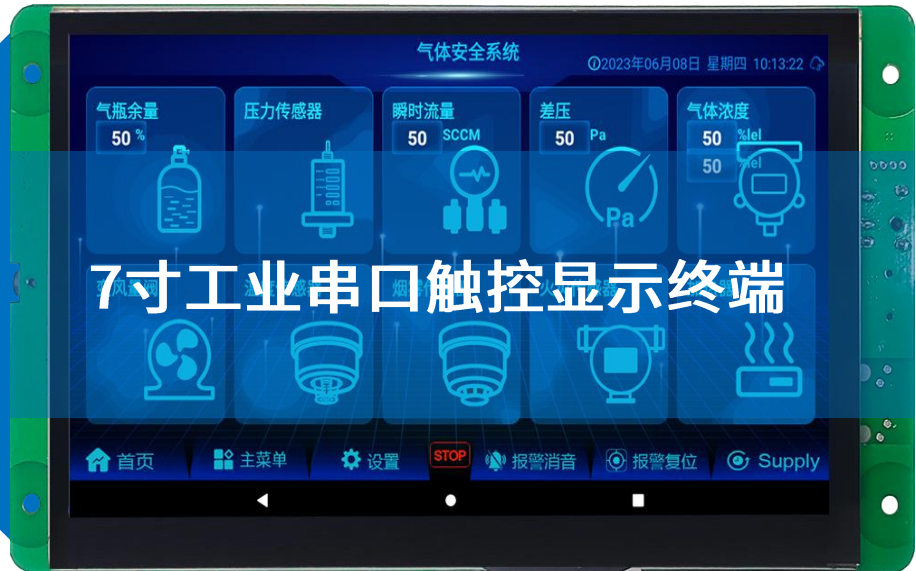 气体安全系统
2023年06月08日 星期四 10:13:22
气瓶余量
50 %
压力传感器
瞬时流量
50 SCCM
差压
50 Pa
气体浓度
50 %lel
50 %lel
Pa
7寸工业串口触控显示终端
首页
主菜单
设置
STOP
报警消音
报警复位
Supply